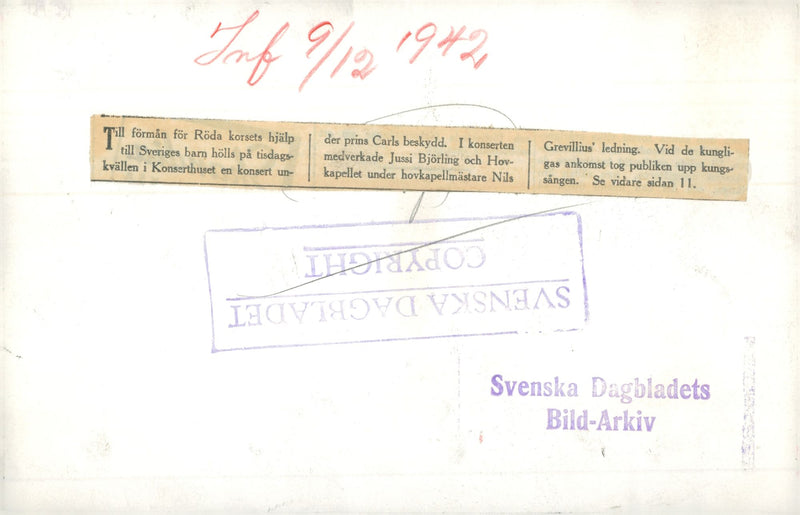 Inf 9/12 1942
Till förmån för Röda korsets hjälp
till Sveriges barn hölls på tisdags-
kvällen i Konserthuset en konsert un-
der prins Carls beskydd. I konserten
medverkade Jussi Björling och Hov-
kapellet under hovkapellmästare Nils
Grevillius' ledning. Vid de kungli-
gas ankomst tog publiken upp kungs-
sången. Se vidare sidan 11.
SVENSKA DAGBLADET
COPYRIGHT
Svenska Dagbladets
Bild-Arkiv